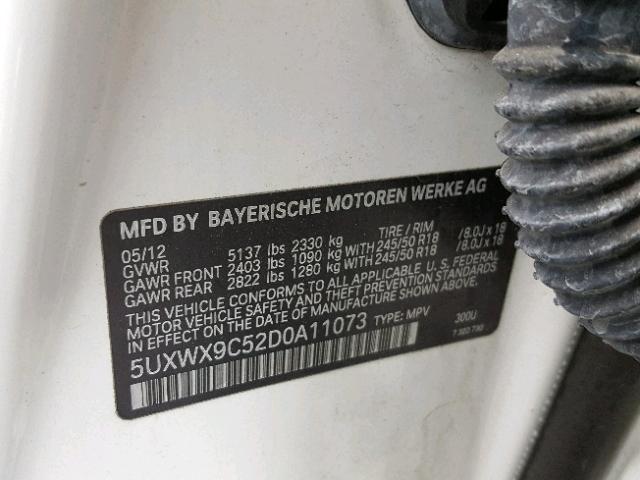 MFD BY BAYERISCHE MOTOREN WERKE AG
05/12 TIRE / RIM
GVWR 5137 lbs 2330 kg
GAWR FRONT 2403 lbs 1090 kg WITH 245/50 R18 /8.0J x 18
GAWR REAR 2822 lbs 1280 kg WITH 245/50 R18 /8.0J x 18
THIS VEHICLE CONFORMS TO ALL APPLICABLE U. S. FEDERAL
MOTOR VEHICLE SAFETY AND THEFT PREVENTION STANDARDS
IN EFFECT ON THE DATE OF MANUFACTURE SHOWN ABOVE.
5UXWX9C52D0A11073 TYPE: MPV 300U